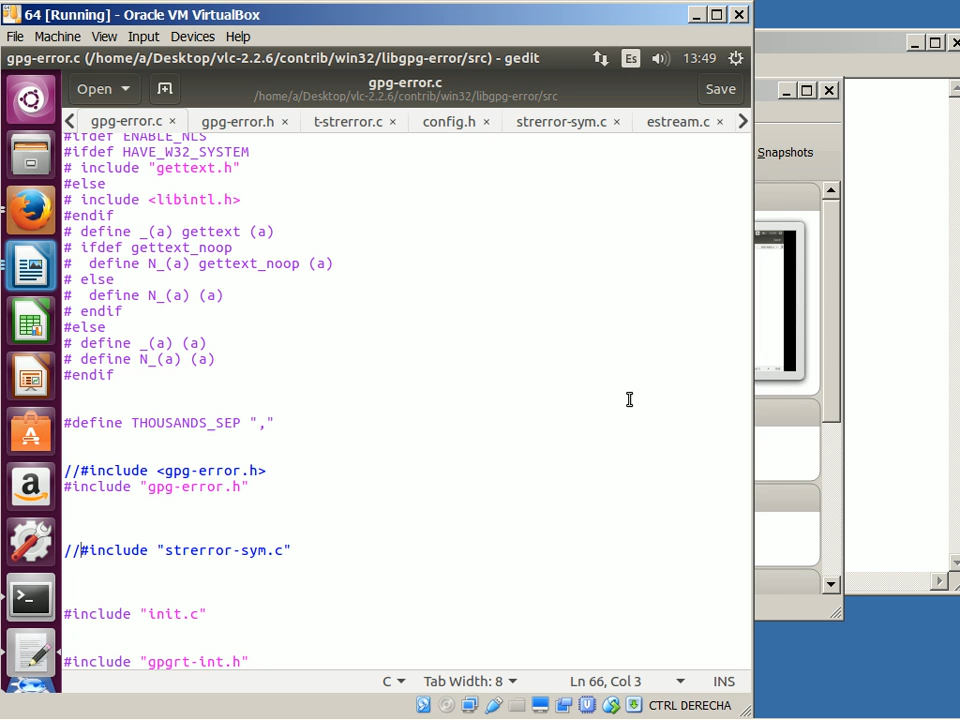 64 [Running] - Oracle VM VirtualBox
File Machine View Input Devices Help
gpg-error.c (/home/a/Desktop/vlc-2.2.6/contrib/win32/libgpg-error/src) - gedit
Es
13:49
Open
gpg-error.c
/home/a/Desktop/vlc-2.2.6/contrib/win32/libgpg-error/src
Save
gpg-error.c × gpg-error.h × t-strerror.c × config.h × strerror-sym.c × estream.c ×
#ifdef ENABLE_NLS
#ifdef HAVE_W32_SYSTEM
# include "gettext.h"
#else
# include <libintl.h>
#endif
# define _(a) gettext (a)
# ifdef gettext_noop
#  define N_(a) gettext_noop (a)
# else
#  define N_(a) (a)
# endif
#else
# define _(a) (a)
# define N_(a) (a)
#endif
#define THOUSANDS_SEP ","
//#include <gpg-error.h>
#include "gpg-error.h"
//#include "strerror-sym.c"
#include "init.c"
#include "gpgrt-int.h"
C Tab Width: 8 Ln 66, Col 3 INS
CTRL DERECHA
Snapshots